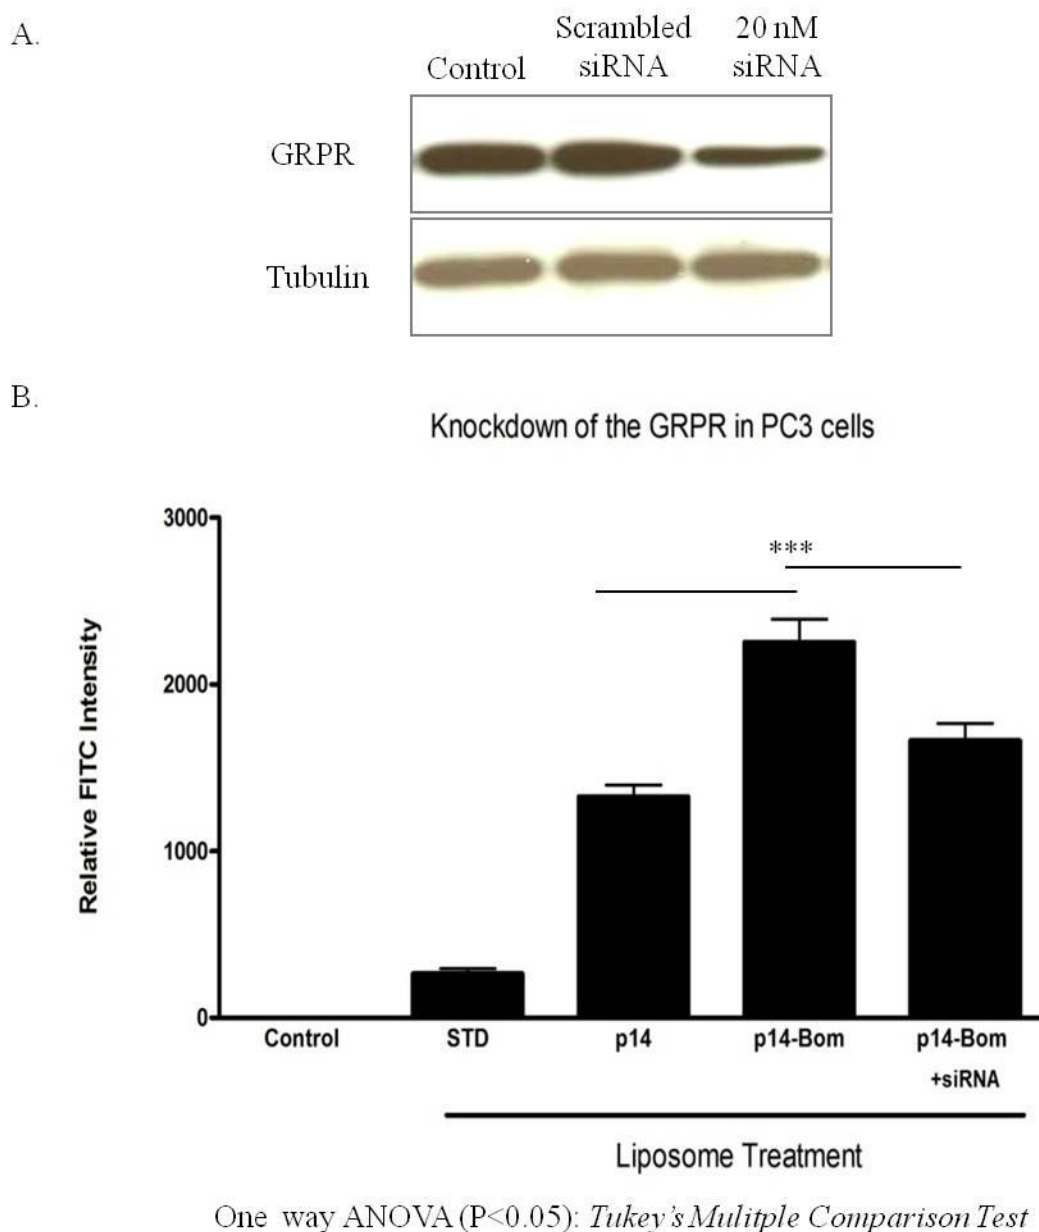 A.
Control
Scrambled
siRNA
20 nM
siRNA
GRPR
Tubulin
B.
Knockdown of the GRPR in PC3 cells
Relative FITC Intensity
3000
2000
1000
0
***
Control STD p14 p14-Bom p14-Bom
+siRNA
Liposome Treatment
One way ANOVA (P<0.05): Tukey's Mulitple Comparison Test